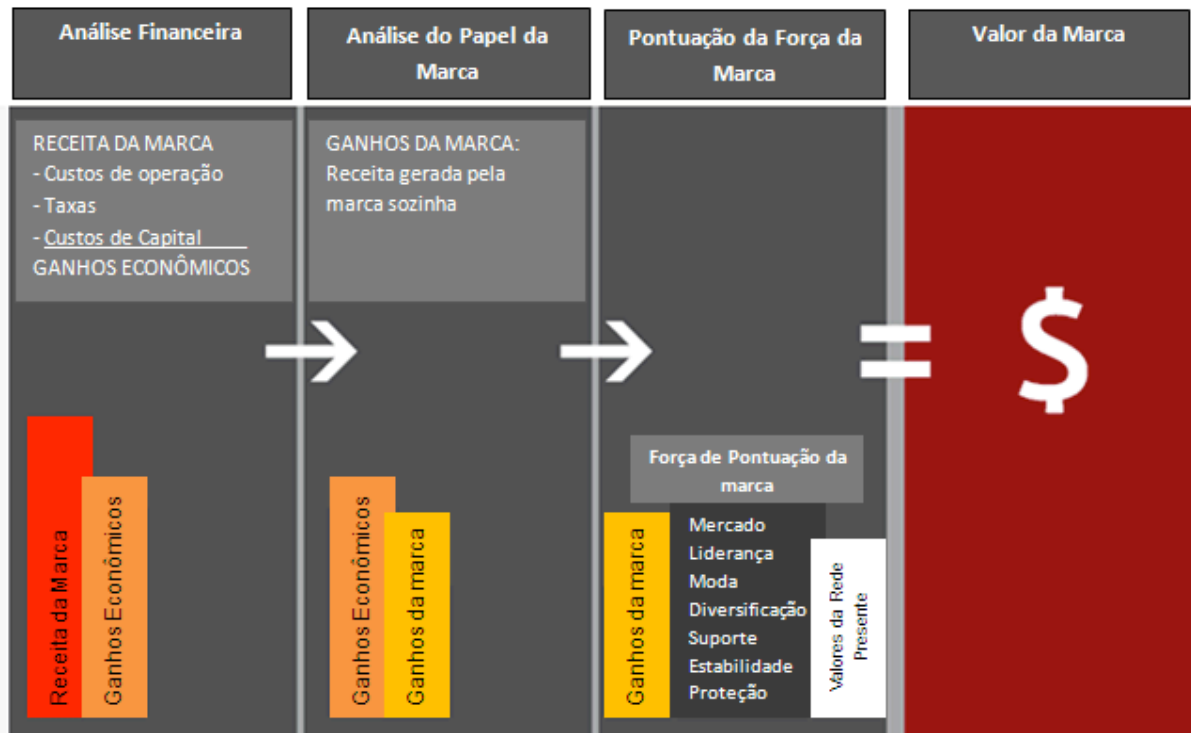 Análise Financeira
Análise do Papel da
Marca
Pontuação da Força da
Marca
Valor da Marca
RECEITA DA MARCA
- Custos de operação
- Taxas
- Custos de Capital
GANHOS ECONÔMICOS
GANHOS DA MARCA:
Receita gerada pela
marca sozinha
$
Receita da Marca
Ganhos Econômicos
Ganhos Econômicos
Ganhos da marca
Força de Pontuação da
marca
Ganhos da marca
Mercado
Liderança
Moda
Diversificação
Suporte
Estabilidade
Proteção
Valores da Rede
Presente